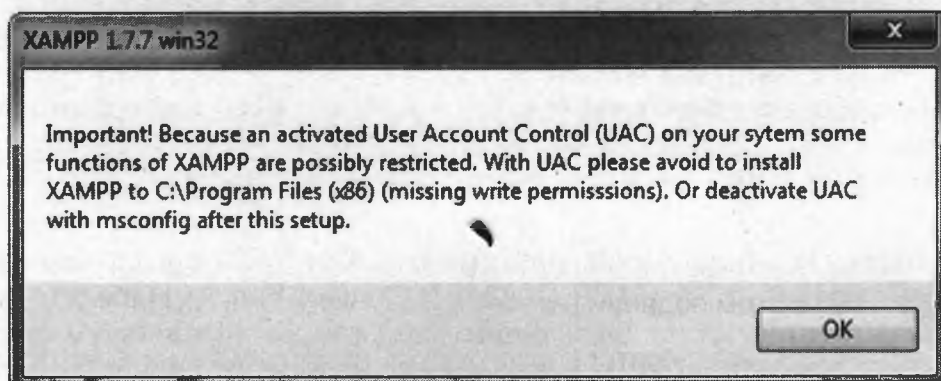 XAMPP 1.7.7 win32
Important! Because an activated User Account Control (UAC) on your sytem some
functions of XAMPP are possibly restricted. With UAC please avoid to install
XAMPP to C:\Program Files (x86) (missing write permisssions). Or deactivate UAC
with msconfig after this setup.
OK